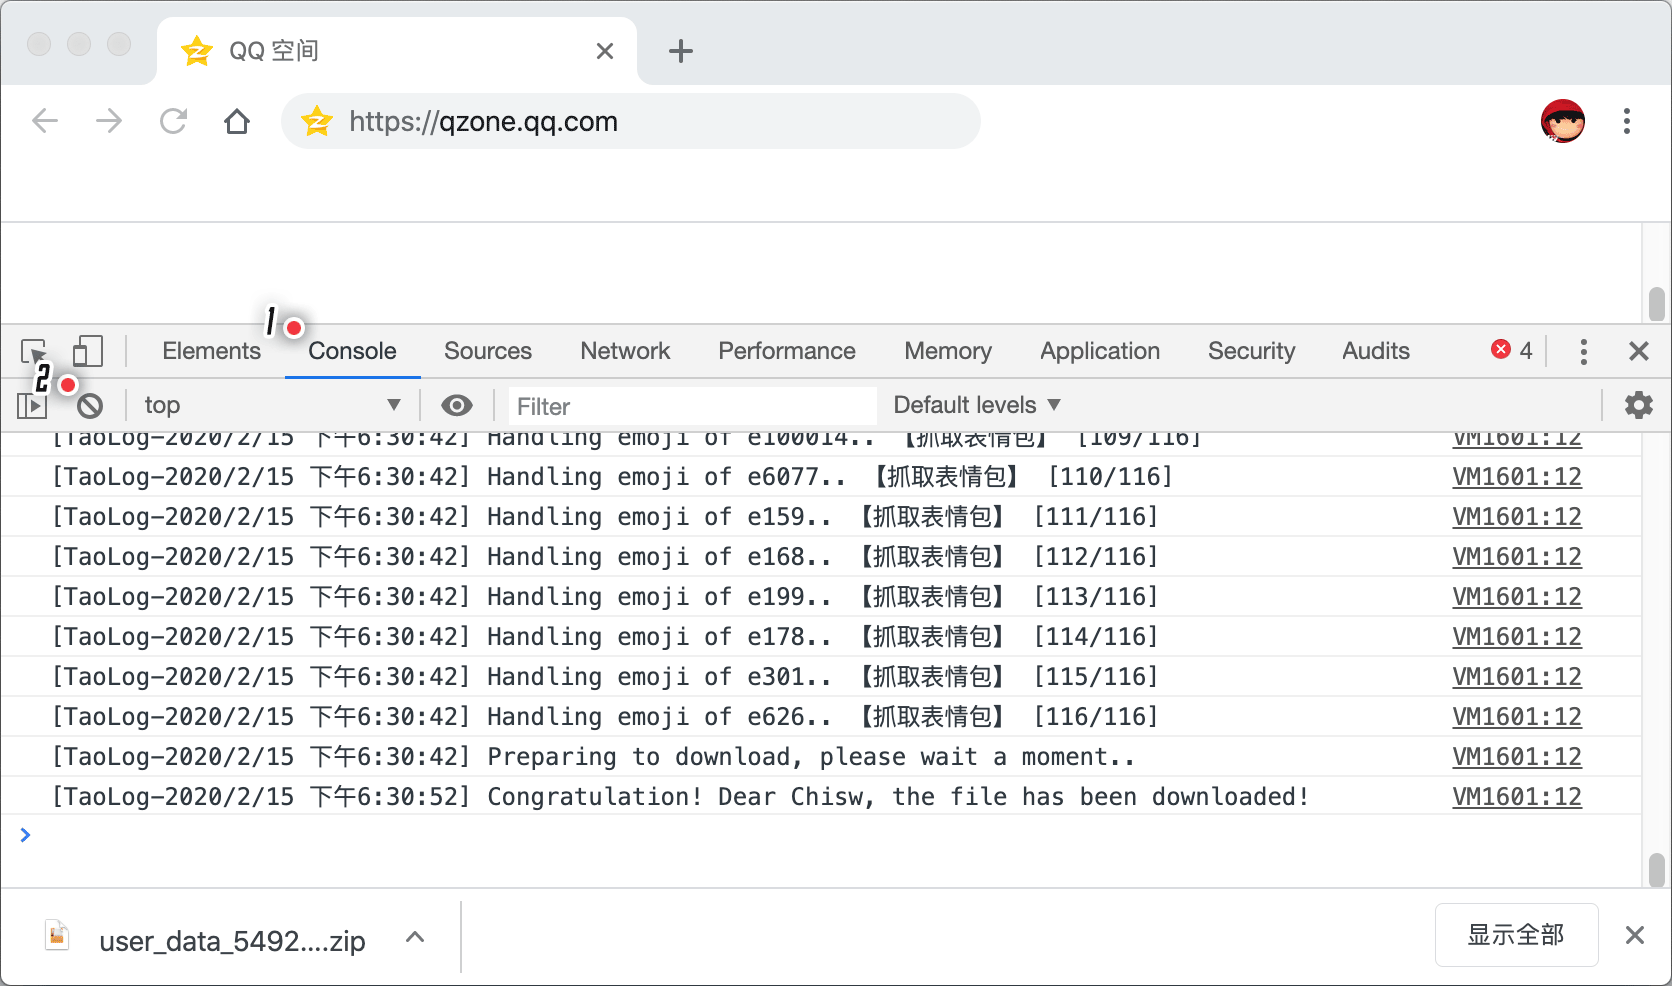 QQ 空间
https://qzone.qq.com
1
Elements Console Sources Network Performance Memory Application Security Audits 4
2
top Filter Default levels
[TaoLog-2020/2/15 下午6:30:42] Handling emoji of e100014.. 【抓取表情包】 [109/116] VM1601:12
[TaoLog-2020/2/15 下午6:30:42] Handling emoji of e6077.. 【抓取表情包】 [110/116] VM1601:12
[TaoLog-2020/2/15 下午6:30:42] Handling emoji of e159.. 【抓取表情包】 [111/116] VM1601:12
[TaoLog-2020/2/15 下午6:30:42] Handling emoji of e168.. 【抓取表情包】 [112/116] VM1601:12
[TaoLog-2020/2/15 下午6:30:42] Handling emoji of e199.. 【抓取表情包】 [113/116] VM1601:12
[TaoLog-2020/2/15 下午6:30:42] Handling emoji of e178.. 【抓取表情包】 [114/116] VM1601:12
[TaoLog-2020/2/15 下午6:30:42] Handling emoji of e301.. 【抓取表情包】 [115/116] VM1601:12
[TaoLog-2020/2/15 下午6:30:42] Handling emoji of e626.. 【抓取表情包】 [116/116] VM1601:12
[TaoLog-2020/2/15 下午6:30:42] Preparing to download, please wait a moment.. VM1601:12
[TaoLog-2020/2/15 下午6:30:52] Congratulation! Dear Chisw, the file has been downloaded! VM1601:12
user_data_5492....zip 显示全部